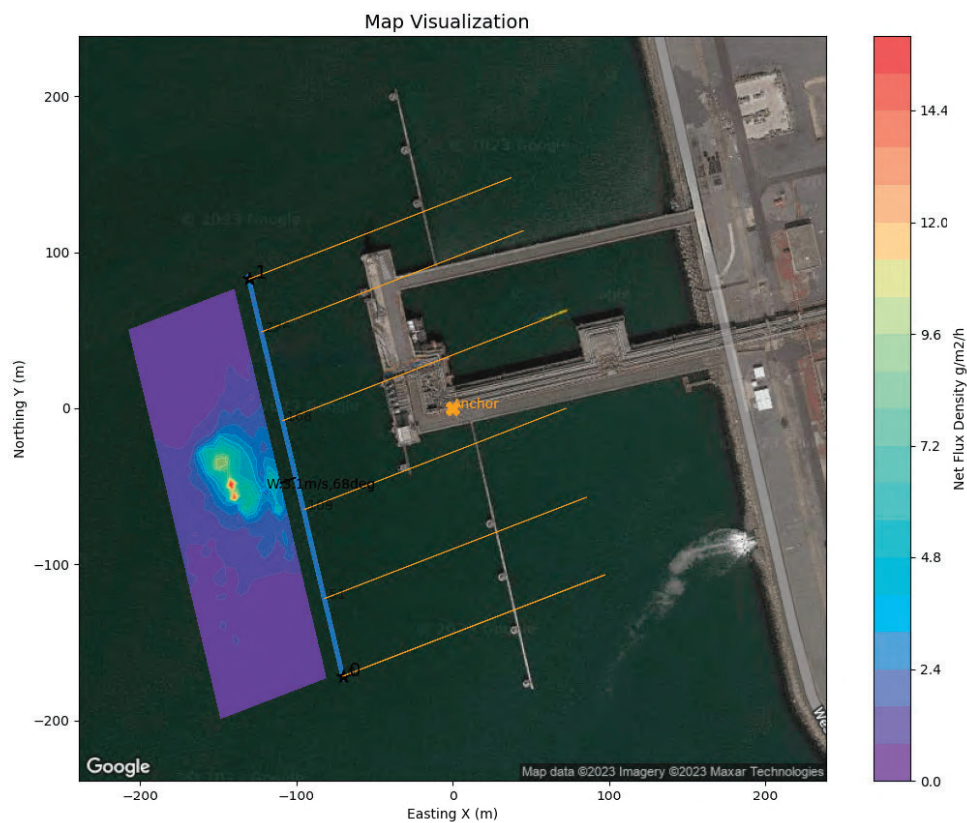 Map Visualization
Northing Y (m)
200
100
0
−100
−200
© 2023 Google
1
Anchor
0
We
Google
Map data ©2023 Imagery ©2023 Maxar Technologies
−200
−100
0
100
200
Easting X (m)
14.4
12.0
9.6
7.2
4.8
2.4
0.0
Net Flux Density g/m2/h